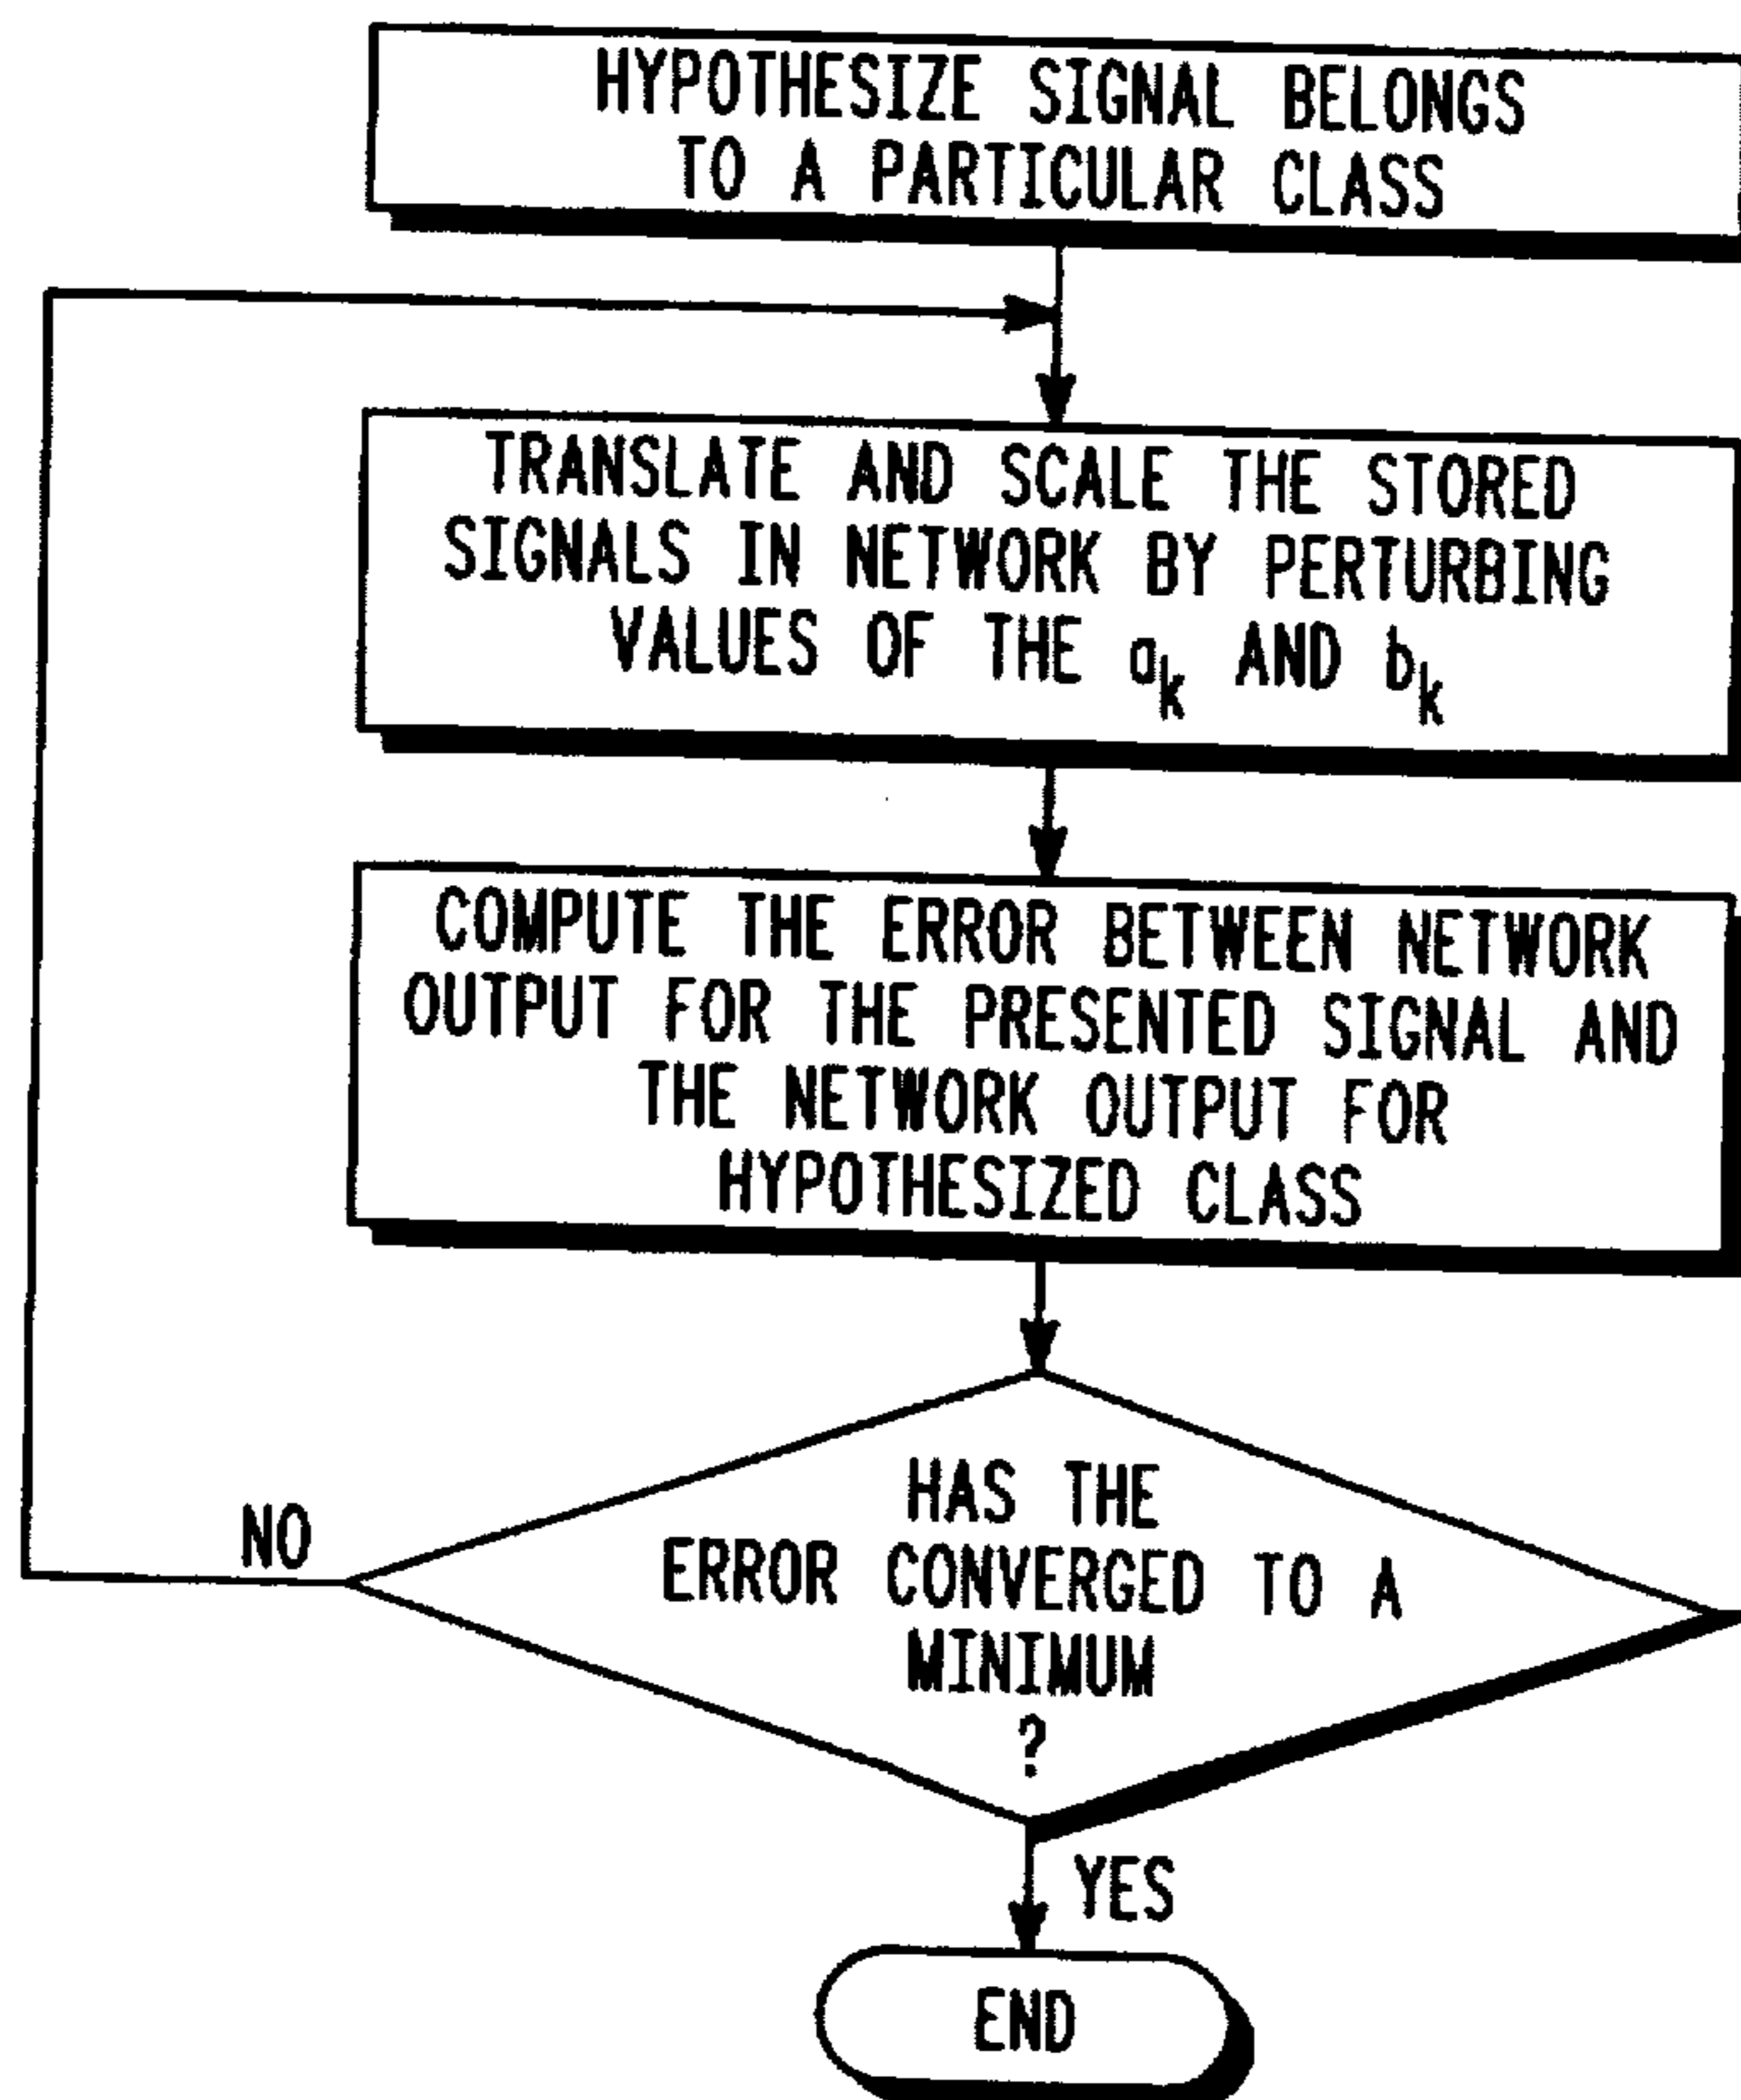 HYPOTHESIZE SIGNAL BELONGS
TO A PARTICULAR CLASS
TRANSLATE AND SCALE THE STORED
SIGNALS IN NETWORK BY PERTURBING
VALUES OF THE ak AND bk
COMPUTE THE ERROR BETWEEN NETWORK
OUTPUT FOR THE PRESENTED SIGNAL AND
THE NETWORK OUTPUT FOR
HYPOTHESIZED CLASS
HAS THE
ERROR CONVERGED TO A
MINIMUM
?
NO
YES
END